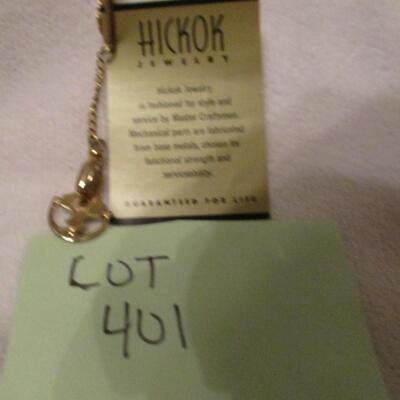 HICKOK
JEWELRY
Hickok Jewelry
is fashioned for style and
service by Master Craftsmen.
Mechanical parts are fabricated
from base metals, chosen for
functional strength and
serviceability.
GUARANTEED FOR LIFE
LOT
401